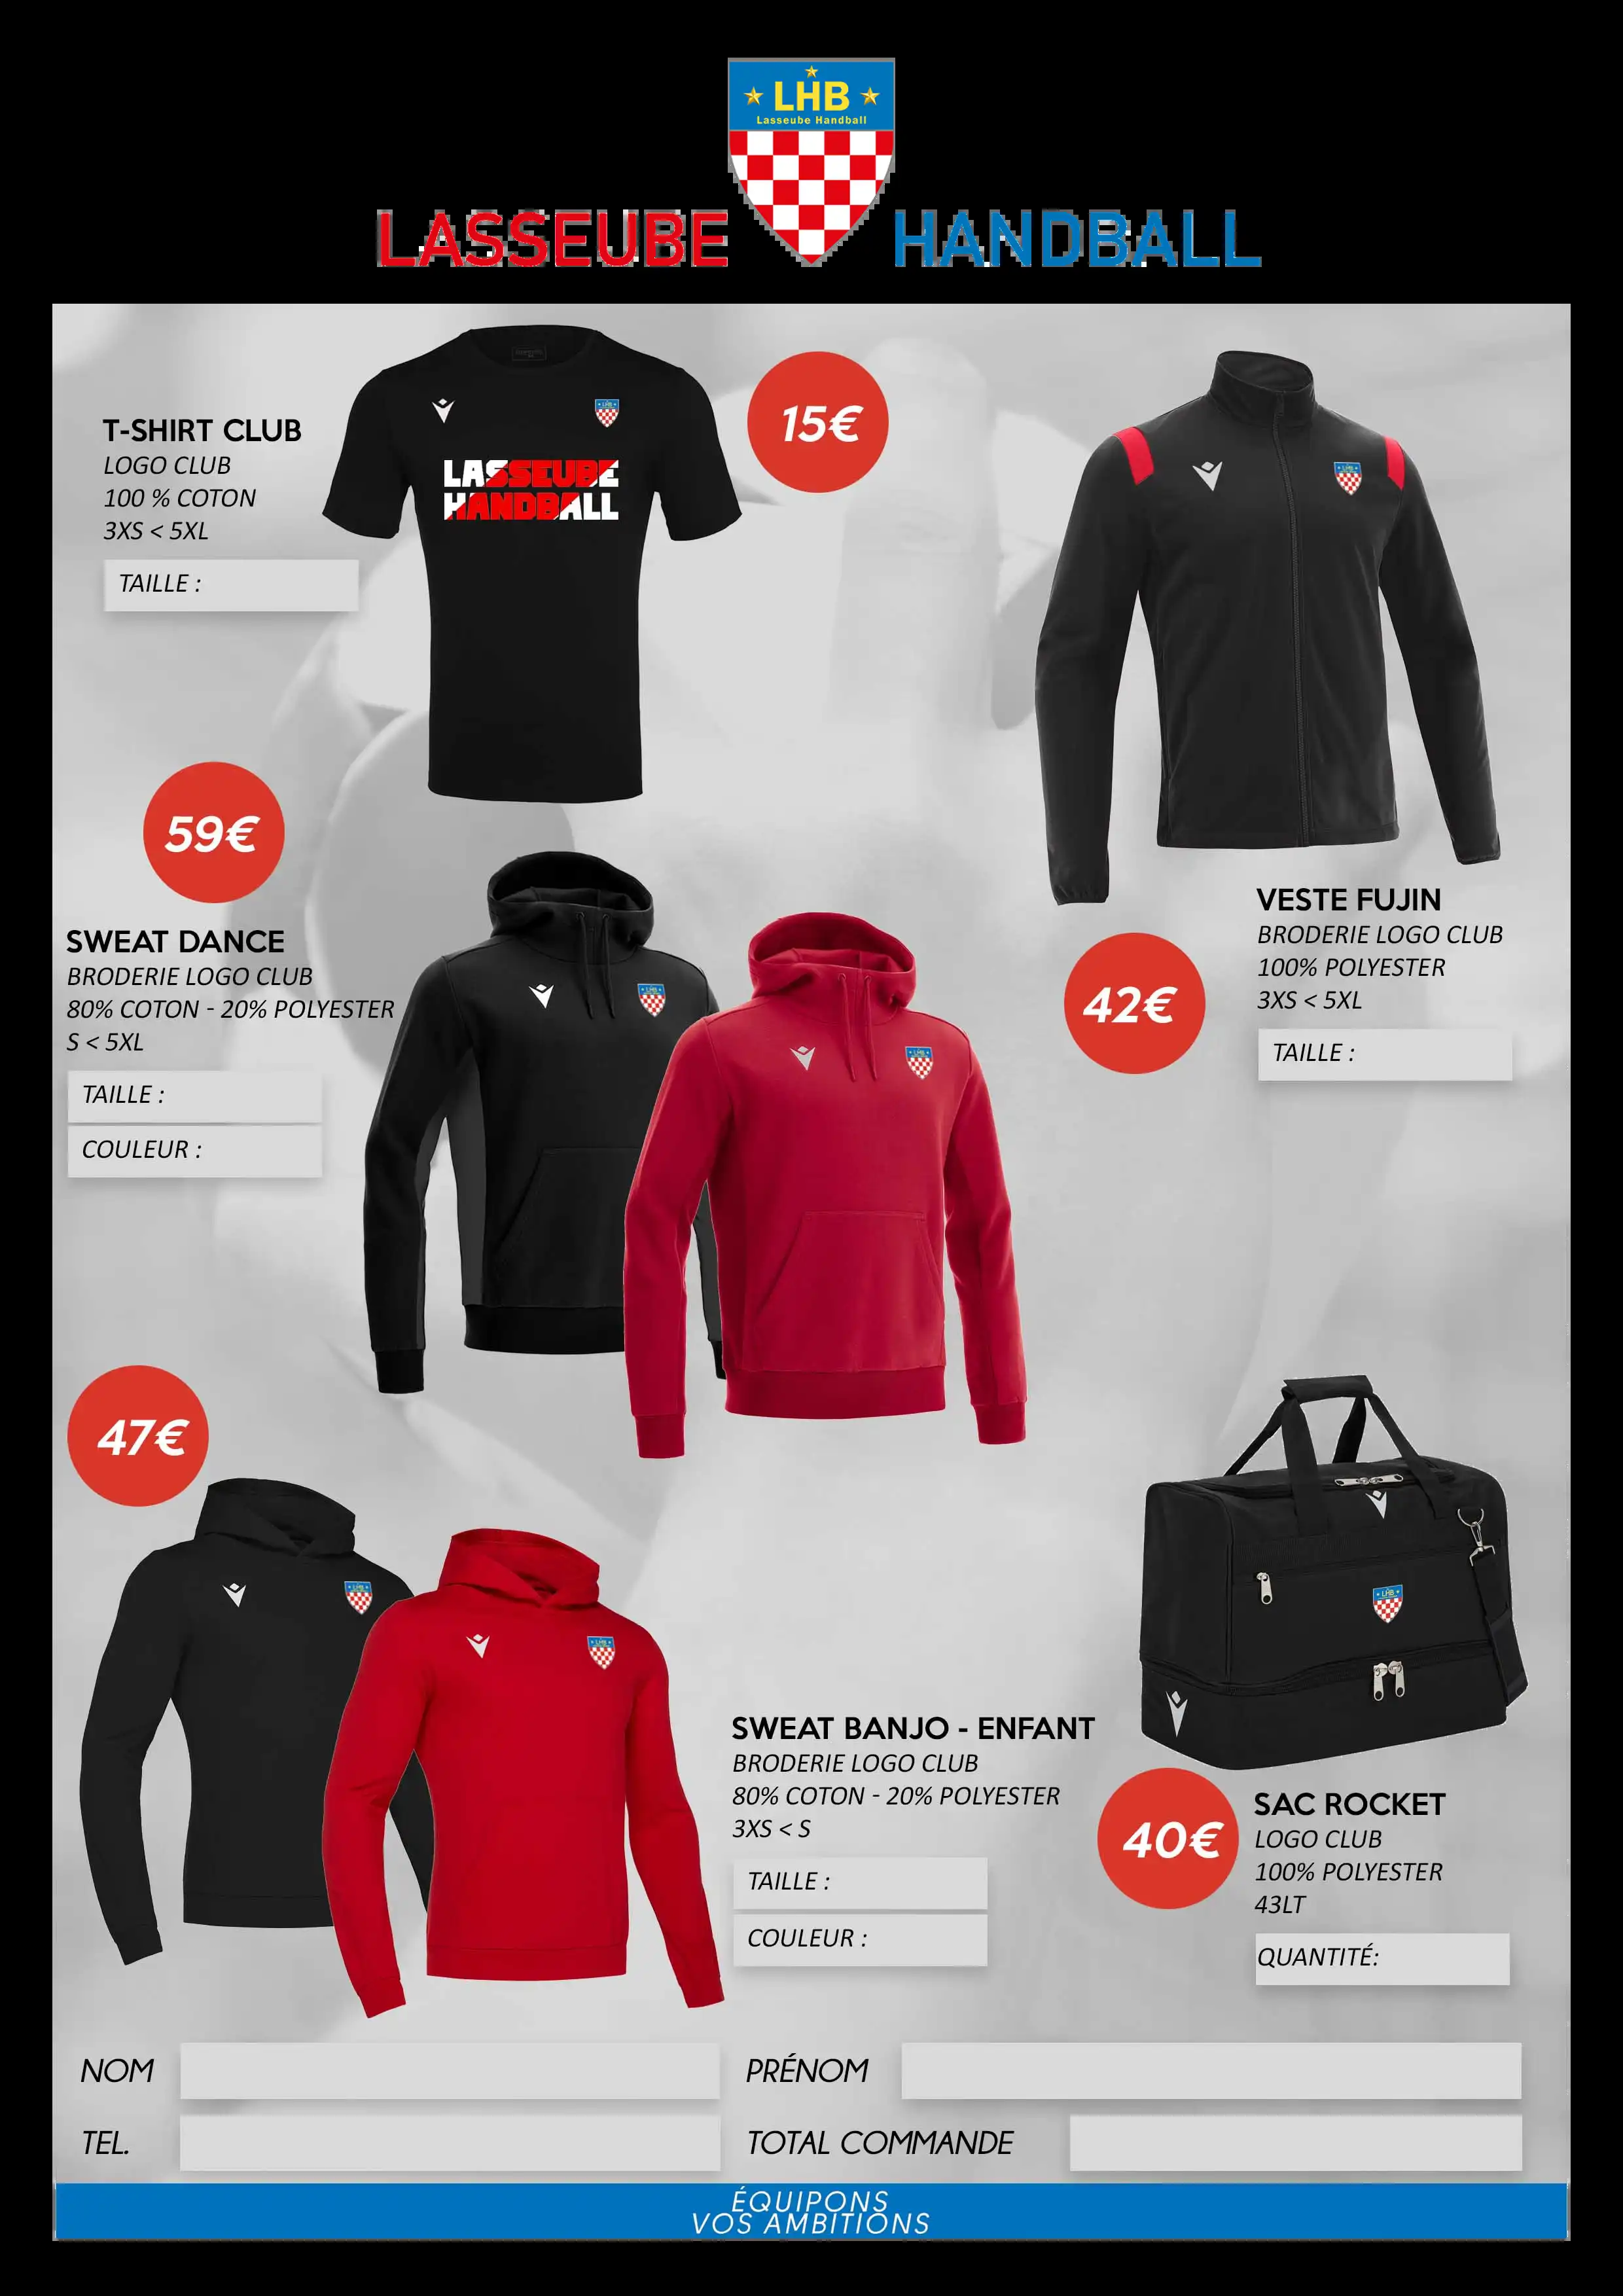 LHB
Lasseube Handball
LASSEUBE HANDBALL
T-SHIRT CLUB
LOGO CLUB
100 % COTON
3XS < 5XL
TAILLE :
LASSEUBE
HANDBALL
15€
59€
SWEAT DANCE
BRODERIE LOGO CLUB
80% COTON - 20% POLYESTER
S < 5XL
TAILLE :
COULEUR :
VESTE FUJIN
BRODERIE LOGO CLUB
100% POLYESTER
3XS < 5XL
TAILLE :
42€
47€
SWEAT BANJO - ENFANT
BRODERIE LOGO CLUB
80% COTON - 20% POLYESTER
3XS < S
TAILLE :
COULEUR :
40€
SAC ROCKET
LOGO CLUB
100% POLYESTER
43LT
QUANTITÉ:
NOM
PRÉNOM
TEL.
TOTAL COMMANDE
ÉQUIPONS
VOS AMBITIONS